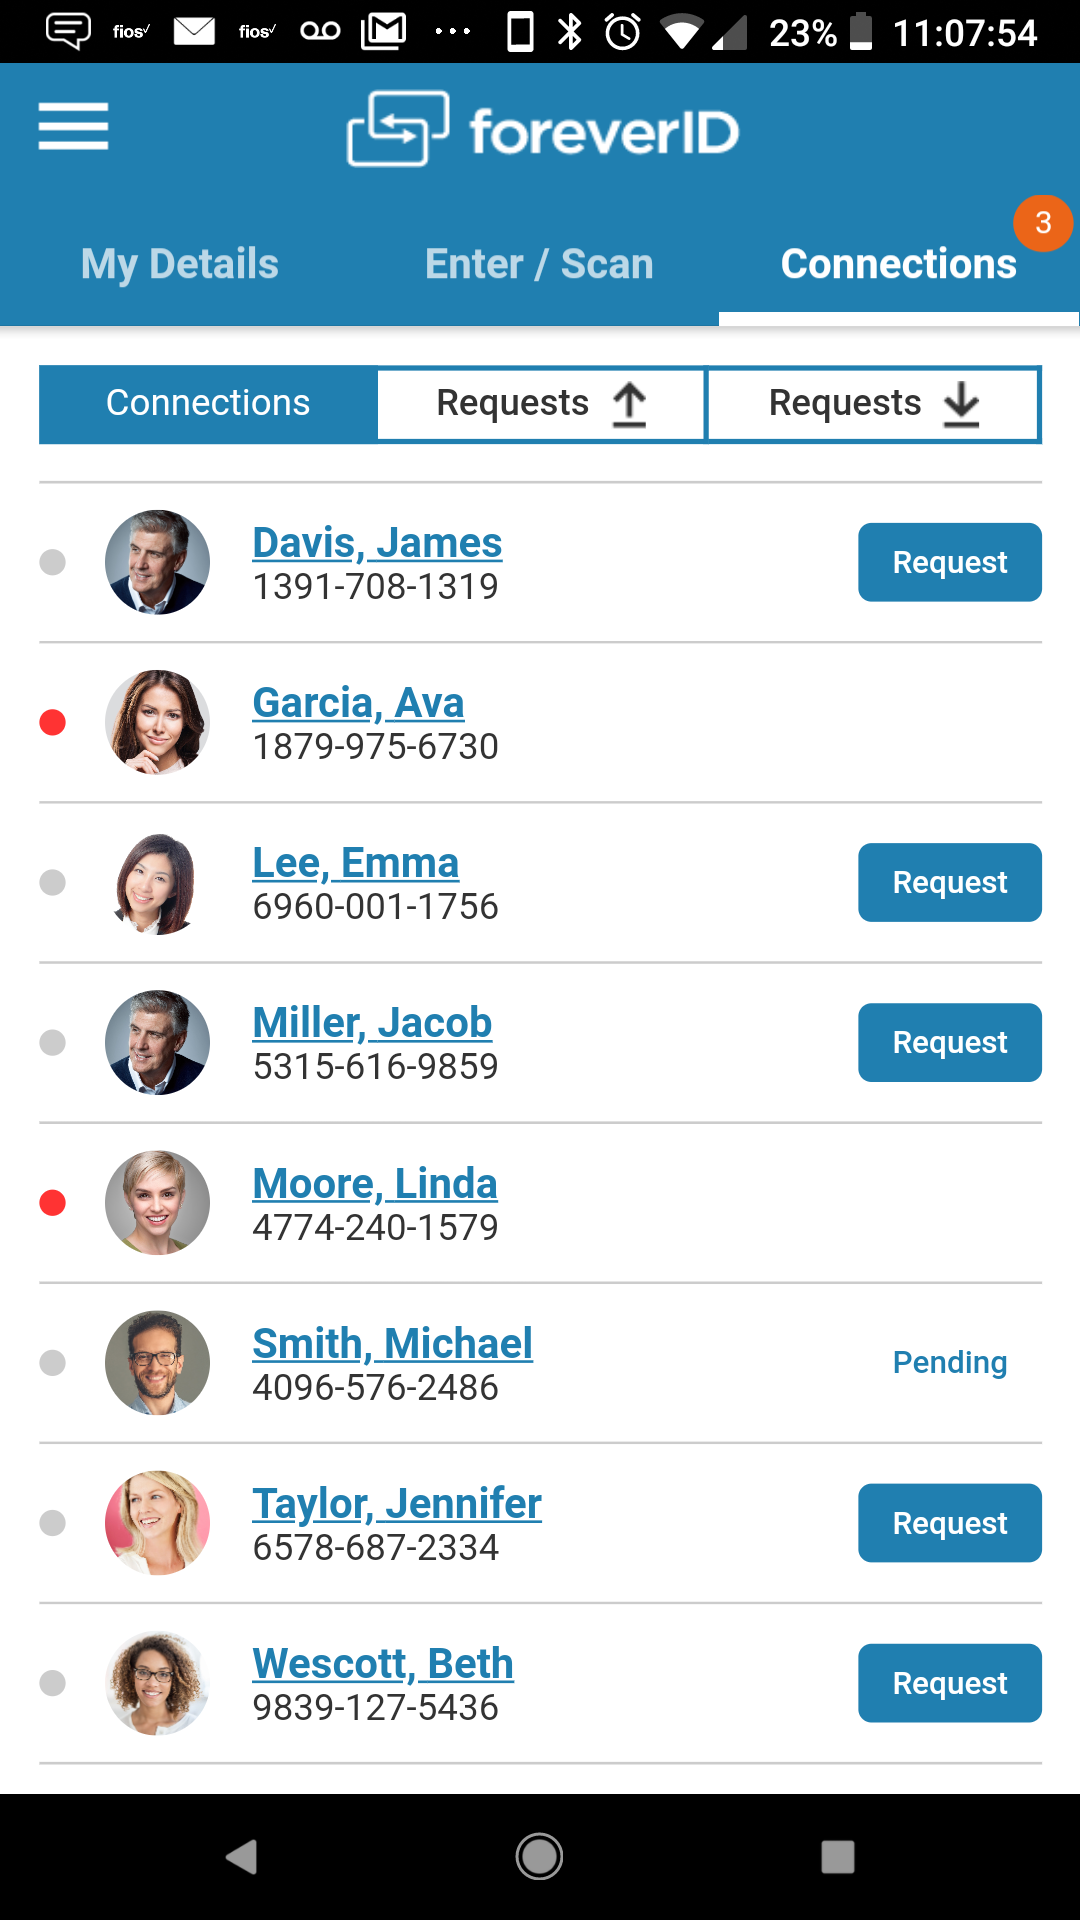 fios✓ fios✓ 23% 11:07:54
foreverID
My Details Enter / Scan Connections 3
Connections Requests Requests
Davis, James
1391-708-1319
Request
Garcia, Ava
1879-975-6730
Lee, Emma
6960-001-1756
Request
Miller, Jacob
5315-616-9859
Request
Moore, Linda
4774-240-1579
Smith, Michael
4096-576-2486
Pending
Taylor, Jennifer
6578-687-2334
Request
Wescott, Beth
9839-127-5436
Request